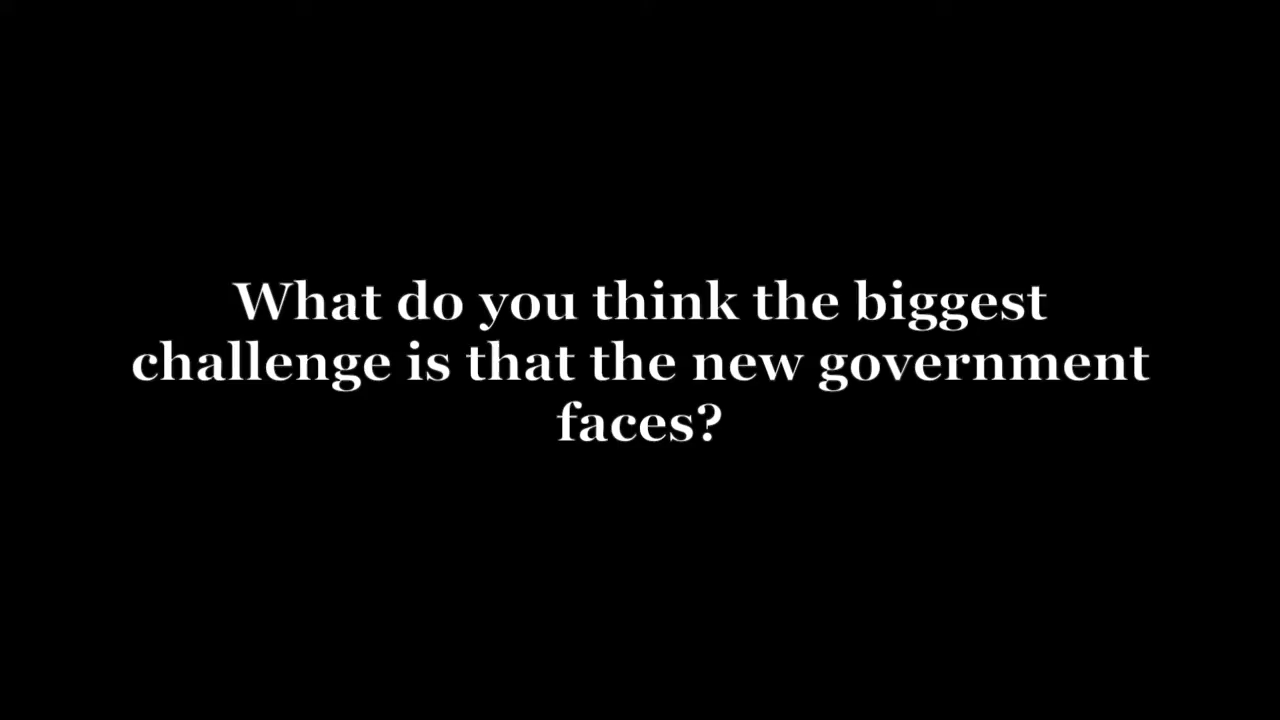 What do you think the biggest
challenge is that the new government
faces?